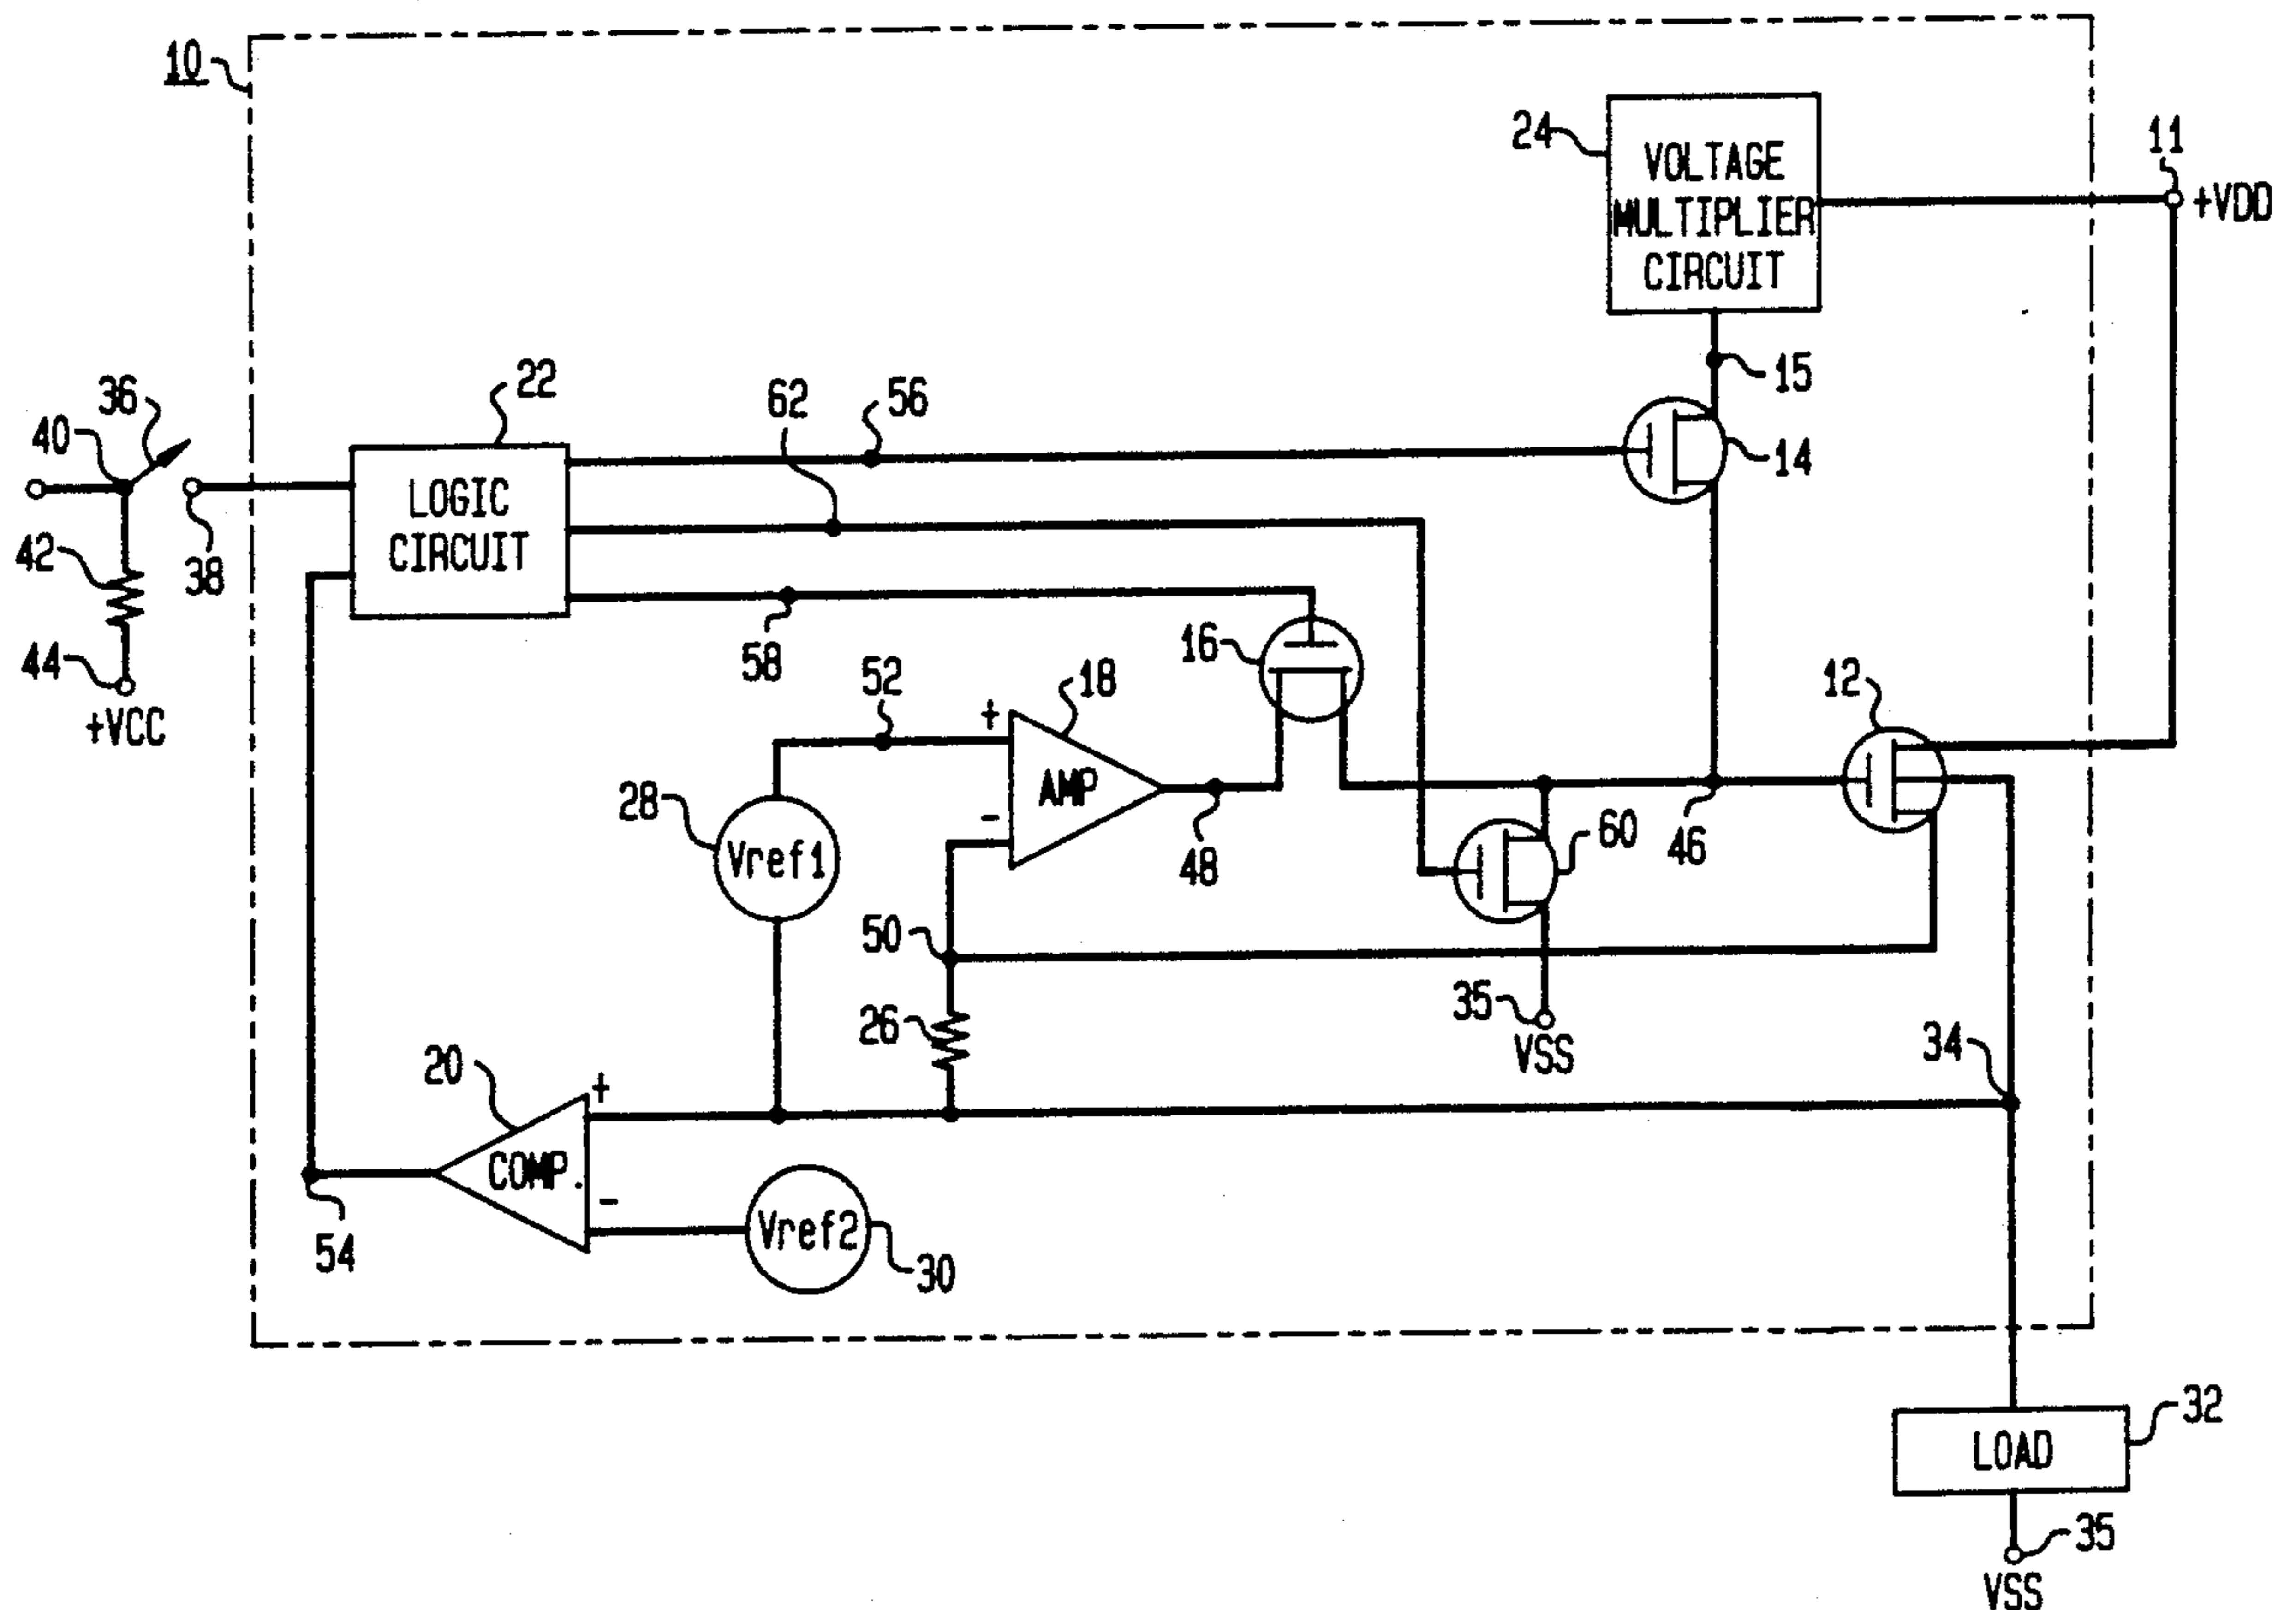 10
24
VOLTAGE
MULTIPLIER
CIRCUIT
11
+VDD
15
14
36
40
42
44
+VCC
38
22
LOGIC
CIRCUIT
56
62
58
16
52
+
18
AMP
-
48
28
Vref1
50
26
60
46
12
35
VSS
34
20
+
COMP.
-
54
Vref2
30
32
LOAD
35
VSS